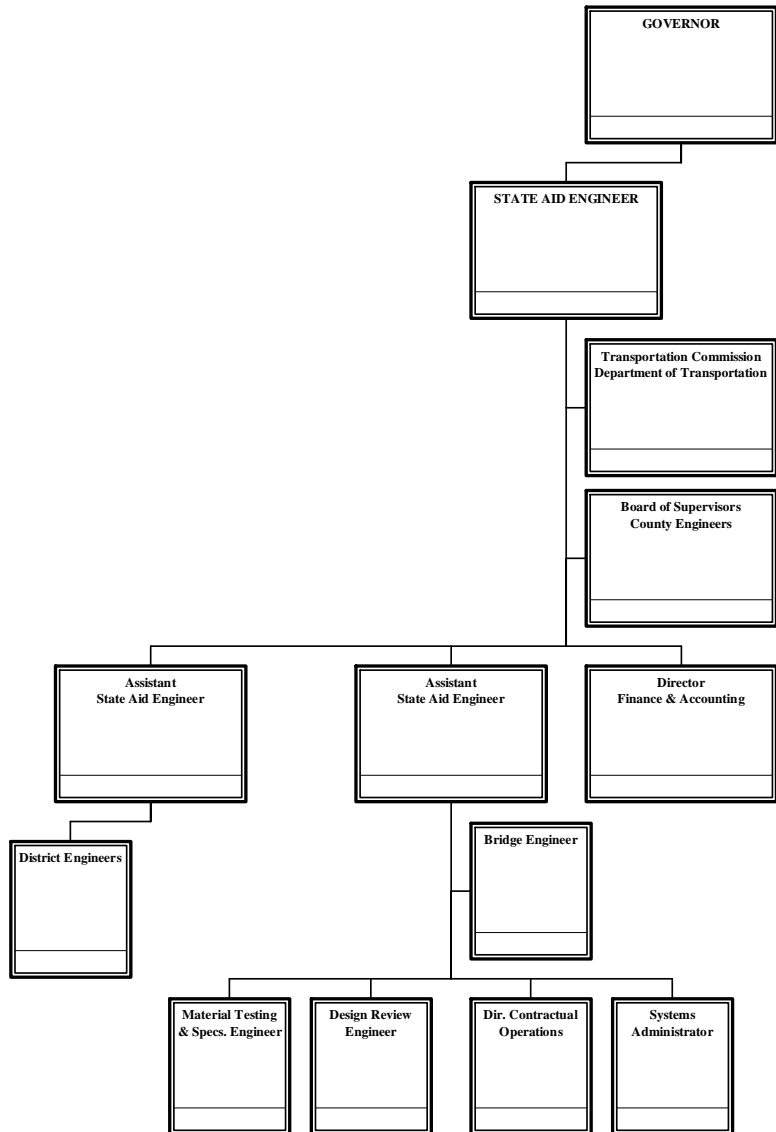 GOVERNOR
STATE AID ENGINEER
Transportation Commission
Department of Transportation
Board of Supervisors
County Engineers
Assistant
State Aid Engineer
Assistant
State Aid Engineer
Director
Finance & Accounting
District Engineers
Bridge Engineer
Material Testing
& Specs. Engineer
Design Review
Engineer
Dir. Contractual
Operations
Systems
Administrator